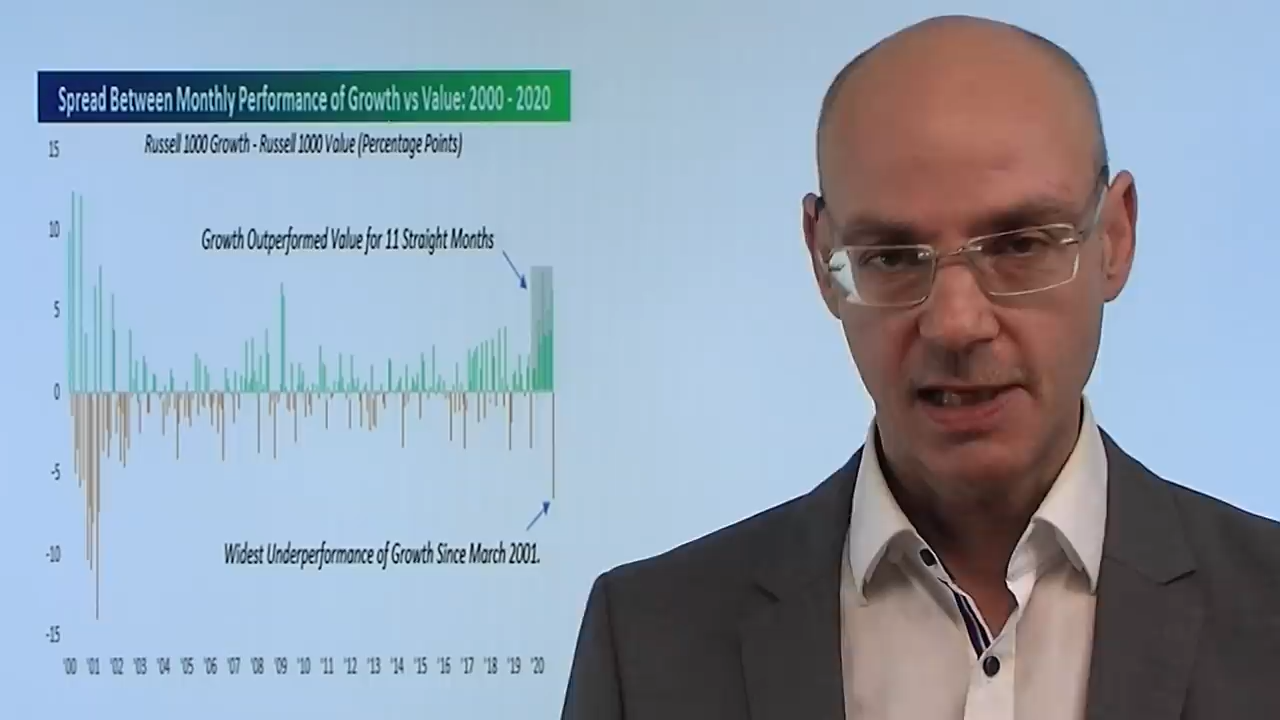 Spread Between Monthly Performance of Growth vs Value: 2000 - 2020
Russell 1000 Growth - Russell 1000 Value (Percentage Points)
15
10
Growth Outperformed Value for 11 Straight Months
5
0
-5
-10
Widest Underperformance of Growth Since March 2001.
-15
'00 '01 '02 '03 '04 '05 '06 '07 '08 '09 '10 '11 '12 '13 '14 '15 '16 '17 '18 '19 '20